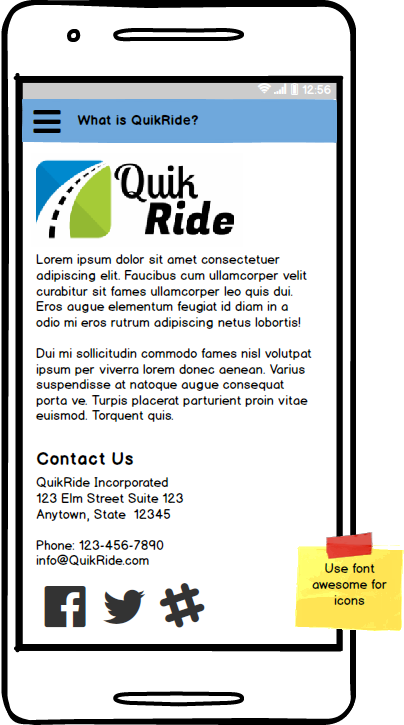 12:56
What is QuikRide?
Quik
Ride
Lorem ipsum dolor sit amet consectetuer
adipiscing elit. Faucibus cum ullamcorper velit
curabitur sit fames ullamcorper leo quis dui.
Eros augue elementum feugiat id diam in a
odio mi eros rutrum adipiscing netus lobortis!
Dui mi sollicitudin commodo fames nisl volutpat
ipsum per viverra lorem donec aenean. Varius
suspendisse at natoque augue consequat
porta ve. Turpis placerat parturient proin vitae
euismod. Torquent quis.
Contact Us
QuikRide Incorporated
123 Elm Street Suite 123
Anytown, State 12345
Phone: 123-456-7890
info@QuikRide.com
Use font
awesome for
icons